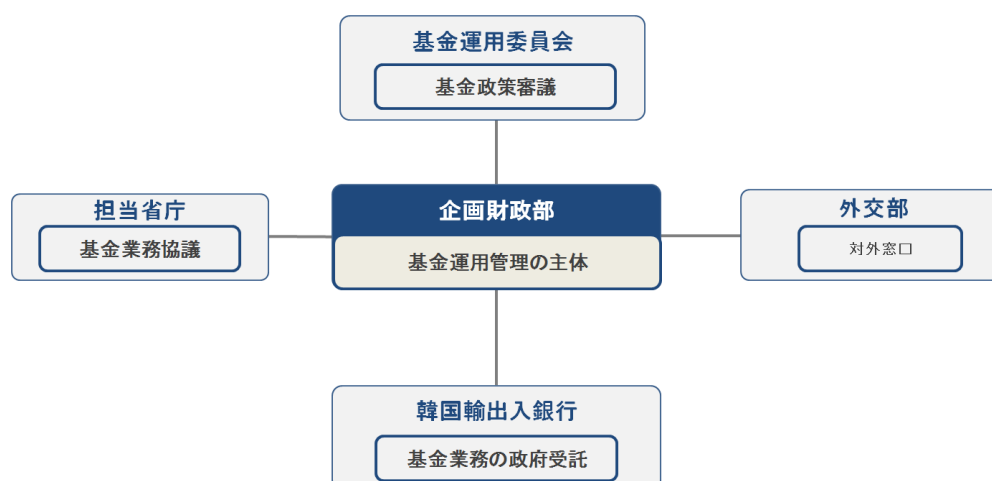 基金運用委員会
基金政策審議
担当省庁
基金業務協議
企画財政部
基金運用管理の主体
外交部
対外窓口
韓国輸出入銀行
基金業務の政府受託